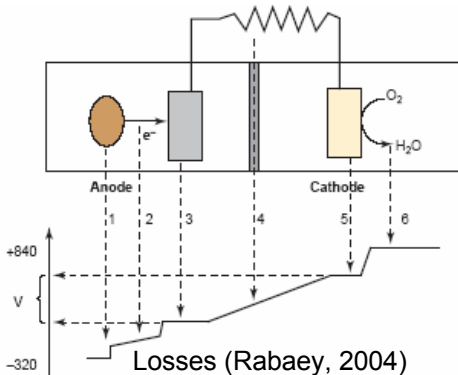 O₂
e⁻
H₂O
Anode
Cathode
1 2 3 4 5 6
+840
V
–320
Losses (Rabaey, 2004)